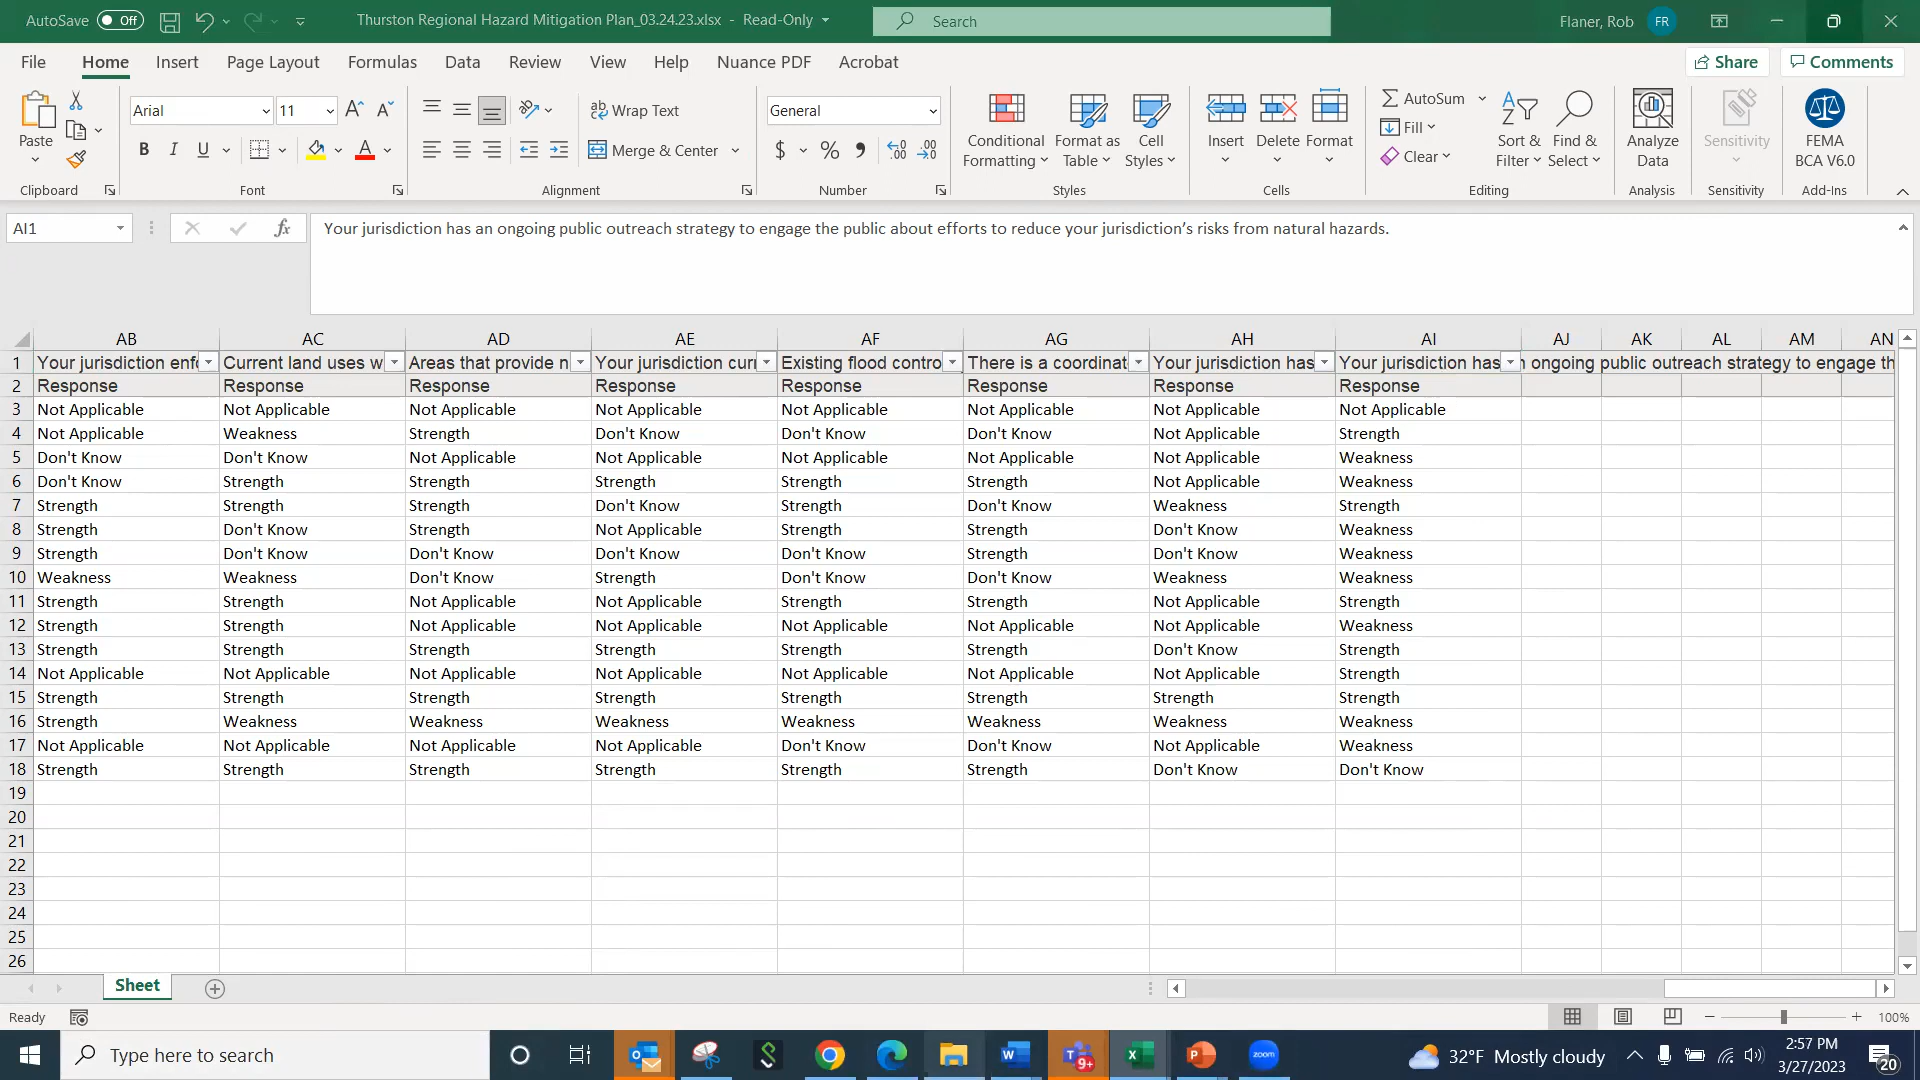 AutoSave Off Thurston Regional Hazard Mitigation Plan_03.24.23.xlsx - Read-Only Search Flaner, Rob FR
File Home Insert Page Layout Formulas Data Review View Help Nuance PDF Acrobat Share Comments
Paste Arial 11 Wrap Text General Conditional Formatting Format as Table Cell Styles Insert Delete Format AutoSum Sort & Filter Find & Select Analyze Data Sensitivity FEMA BCA V6.0
B I U A Merge & Center $ % Fill Clear
Clipboard Font Alignment Number Styles Cells Editing Analysis Sensitivity Add-Ins
AI1 fx Your jurisdiction has an ongoing public outreach strategy to engage the public about efforts to reduce your jurisdiction’s risks from natural hazards.
AB AC AD AE AF AG AH AI AJ AK AL AM AN
1 Your jurisdiction enf Current land uses w Areas that provide n Your jurisdiction curr Existing flood contro There is a coordinat Your jurisdiction has Your jurisdiction has ongoing public outreach strategy to engage th
2 Response Response Response Response Response Response Response Response
3 Not Applicable Not Applicable Not Applicable Not Applicable Not Applicable Not Applicable Not Applicable Not Applicable
4 Not Applicable Weakness Strength Don't Know Don't Know Don't Know Not Applicable Strength
5 Don't Know Don't Know Not Applicable Not Applicable Not Applicable Not Applicable Not Applicable Weakness
6 Don't Know Strength Strength Strength Strength Strength Not Applicable Weakness
7 Strength Strength Strength Don't Know Strength Don't Know Weakness Strength
8 Strength Don't Know Strength Not Applicable Strength Strength Don't Know Weakness
9 Strength Don't Know Don't Know Don't Know Don't Know Strength Don't Know Weakness
10 Weakness Weakness Don't Know Strength Don't Know Don't Know Weakness Weakness
11 Strength Strength Not Applicable Not Applicable Strength Strength Not Applicable Strength
12 Strength Strength Not Applicable Not Applicable Not Applicable Not Applicable Not Applicable Weakness
13 Strength Strength Strength Strength Strength Strength Don't Know Strength
14 Not Applicable Not Applicable Not Applicable Not Applicable Not Applicable Not Applicable Not Applicable Strength
15 Strength Strength Strength Strength Strength Strength Strength Strength
16 Strength Weakness Weakness Weakness Weakness Weakness Weakness Weakness
17 Not Applicable Not Applicable Not Applicable Not Applicable Don't Know Don't Know Not Applicable Weakness
18 Strength Strength Strength Strength Strength Strength Don't Know Don't Know
19
20
21
22
23
24
25
26
Sheet
Ready 100%
Type here to search zoom 32°F Mostly cloudy 2:57 PM
3/27/2023 20